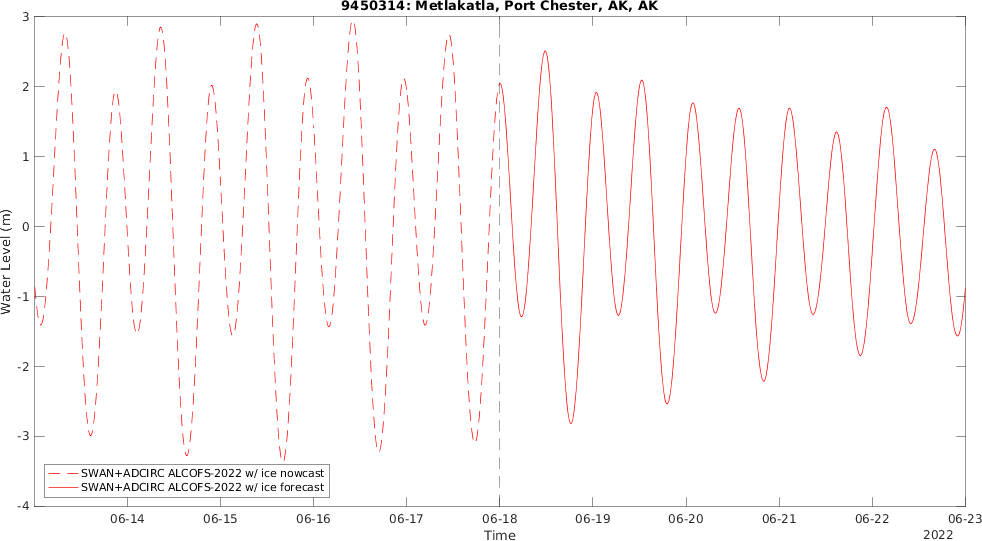 9450314: Metlakatla, Port Chester, AK, AK
Water Level (m)
3
2
1
0
-1
-2
-3
-4
SWAN+ADCIRC ALCOFS-2022 w/ ice nowcast
SWAN+ADCIRC ALCOFS-2022 w/ ice forecast
06-14 06-15 06-16 06-17 06-18 06-19 06-20 06-21 06-22 06-23
Time
2022